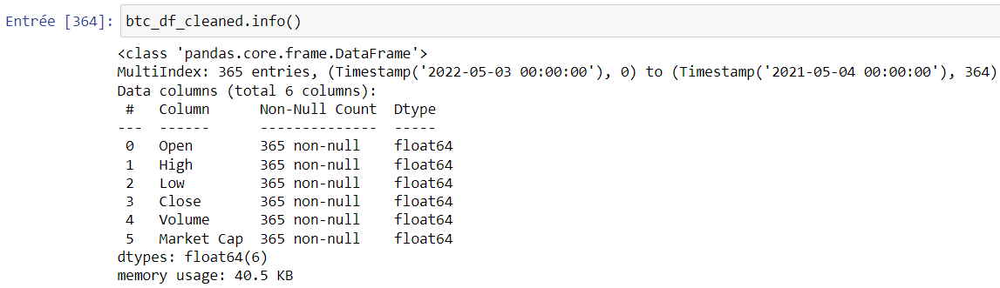 Entrée [364]: btc_df_cleaned.info()
<class 'pandas.core.frame.DataFrame'>
MultiIndex: 365 entries, (Timestamp('2022-05-03 00:00:00'), 0) to (Timestamp('2021-05-04 00:00:00'), 364)
Data columns (total 6 columns):
 #   Column      Non-Null Count  Dtype
---  ------      --------------  -----
 0   Open        365 non-null    float64
 1   High        365 non-null    float64
 2   Low         365 non-null    float64
 3   Close       365 non-null    float64
 4   Volume      365 non-null    float64
 5   Market Cap  365 non-null    float64
dtypes: float64(6)
memory usage: 40.5 KB